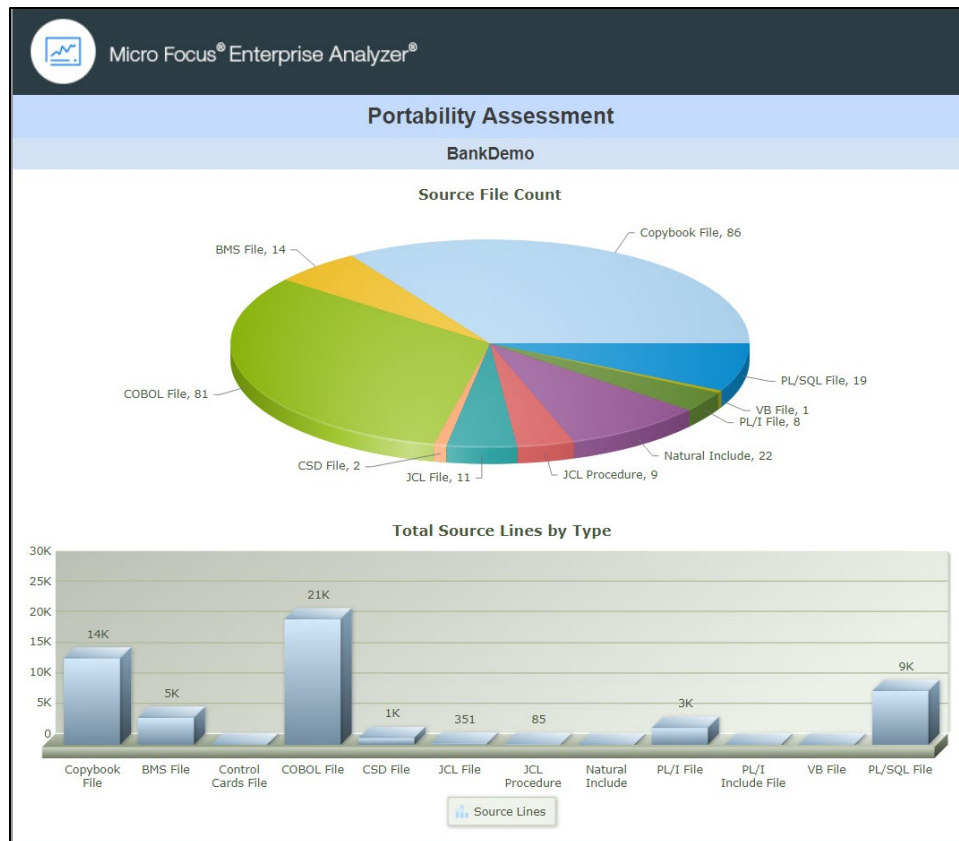 Micro Focus® Enterprise Analyzer®
Portability Assessment
BankDemo
Source File Count
Copybook File, 86
BMS File, 14
PL/SQL File, 19
COBOL File, 81
VB File, 1
PL/I File, 8
Natural Include, 22
CSD File, 2
JCL File, 11
JCL Procedure, 9
Total Source Lines by Type
30K
25K
20K
15K
10K
5K
0
14K
5K
21K
1K
351
85
3K
9K
Copybook File
BMS File
Control Cards File
COBOL File
CSD File
JCL File
JCL Procedure
Natural Include
PL/I File
PL/I Include File
VB File
PL/SQL File
Source Lines